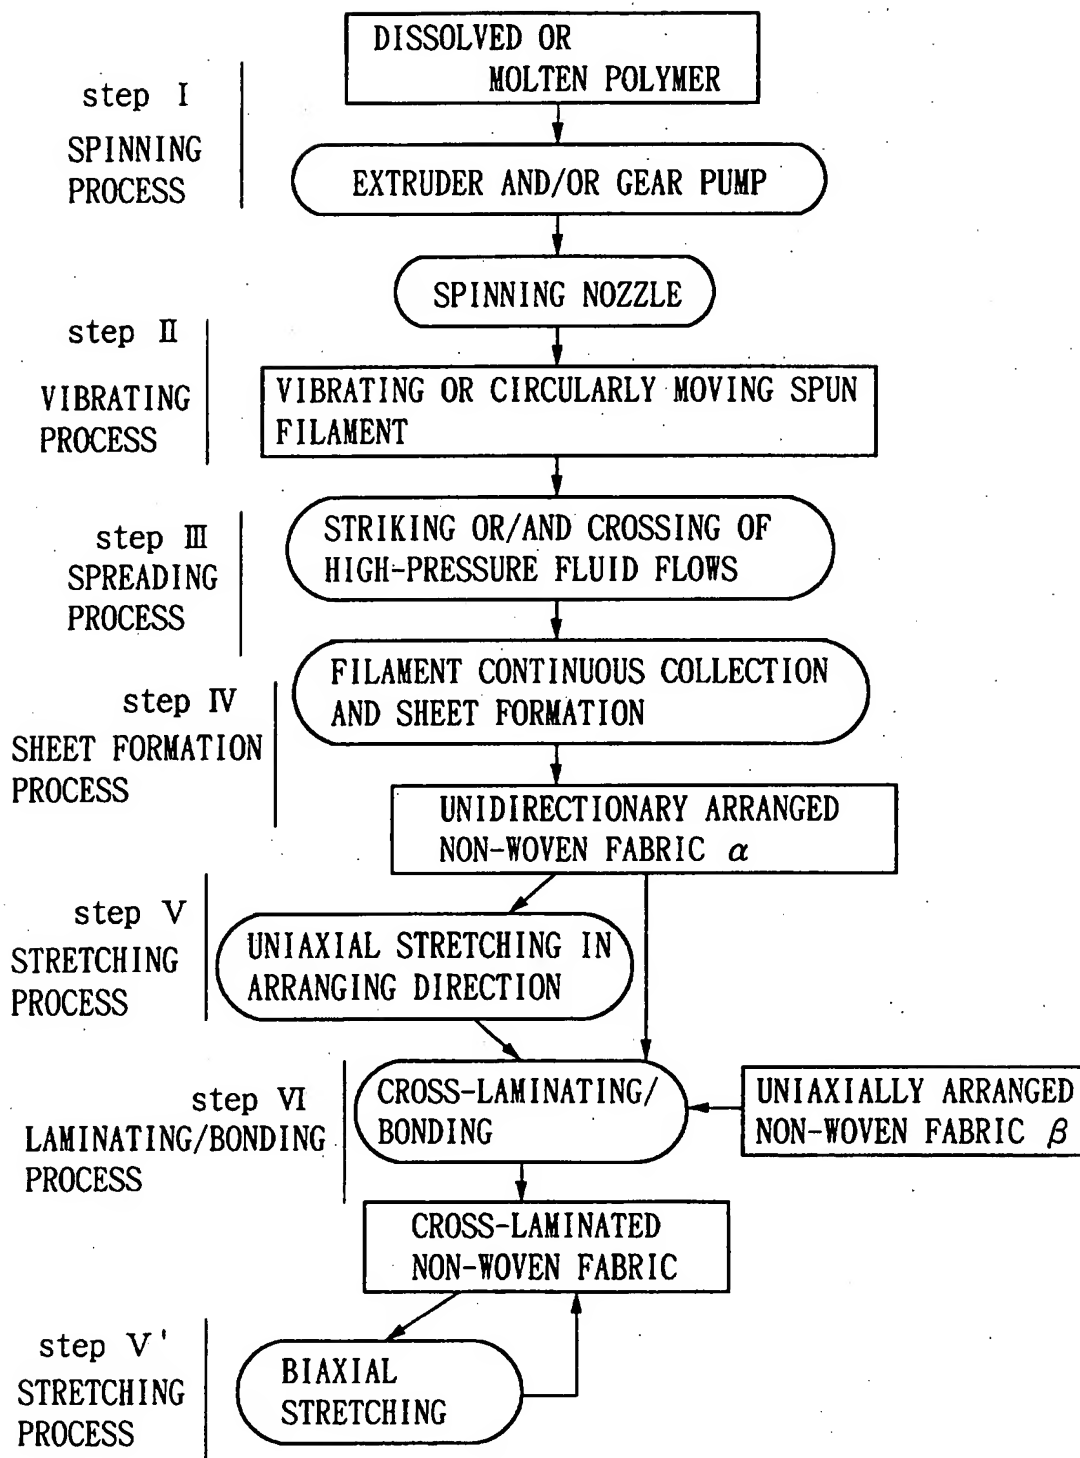 DISSOLVED OR
MOLTEN POLYMER
step I
SPINNING
PROCESS
EXTRUDER AND/OR GEAR PUMP
SPINNING NOZZLE
step II
VIBRATING
PROCESS
VIBRATING OR CIRCULARLY MOVING SPUN
FILAMENT
step III
SPREADING
PROCESS
STRIKING OR/AND CROSSING OF
HIGH-PRESSURE FLUID FLOWS
FILAMENT CONTINUOUS COLLECTION
AND SHEET FORMATION
step IV
SHEET FORMATION
PROCESS
UNIDIRECTIONARY ARRANGED
NON-WOVEN FABRIC α
step V
STRETCHING
PROCESS
UNIAXIAL STRETCHING IN
ARRANGING DIRECTION
step VI
LAMINATING/BONDING
PROCESS
CROSS-LAMINATING/
BONDING
UNIAXIALLY ARRANGED
NON-WOVEN FABRIC β
CROSS-LAMINATED
NON-WOVEN FABRIC
step V'
STRETCHING
PROCESS
BIAXIAL
STRETCHING